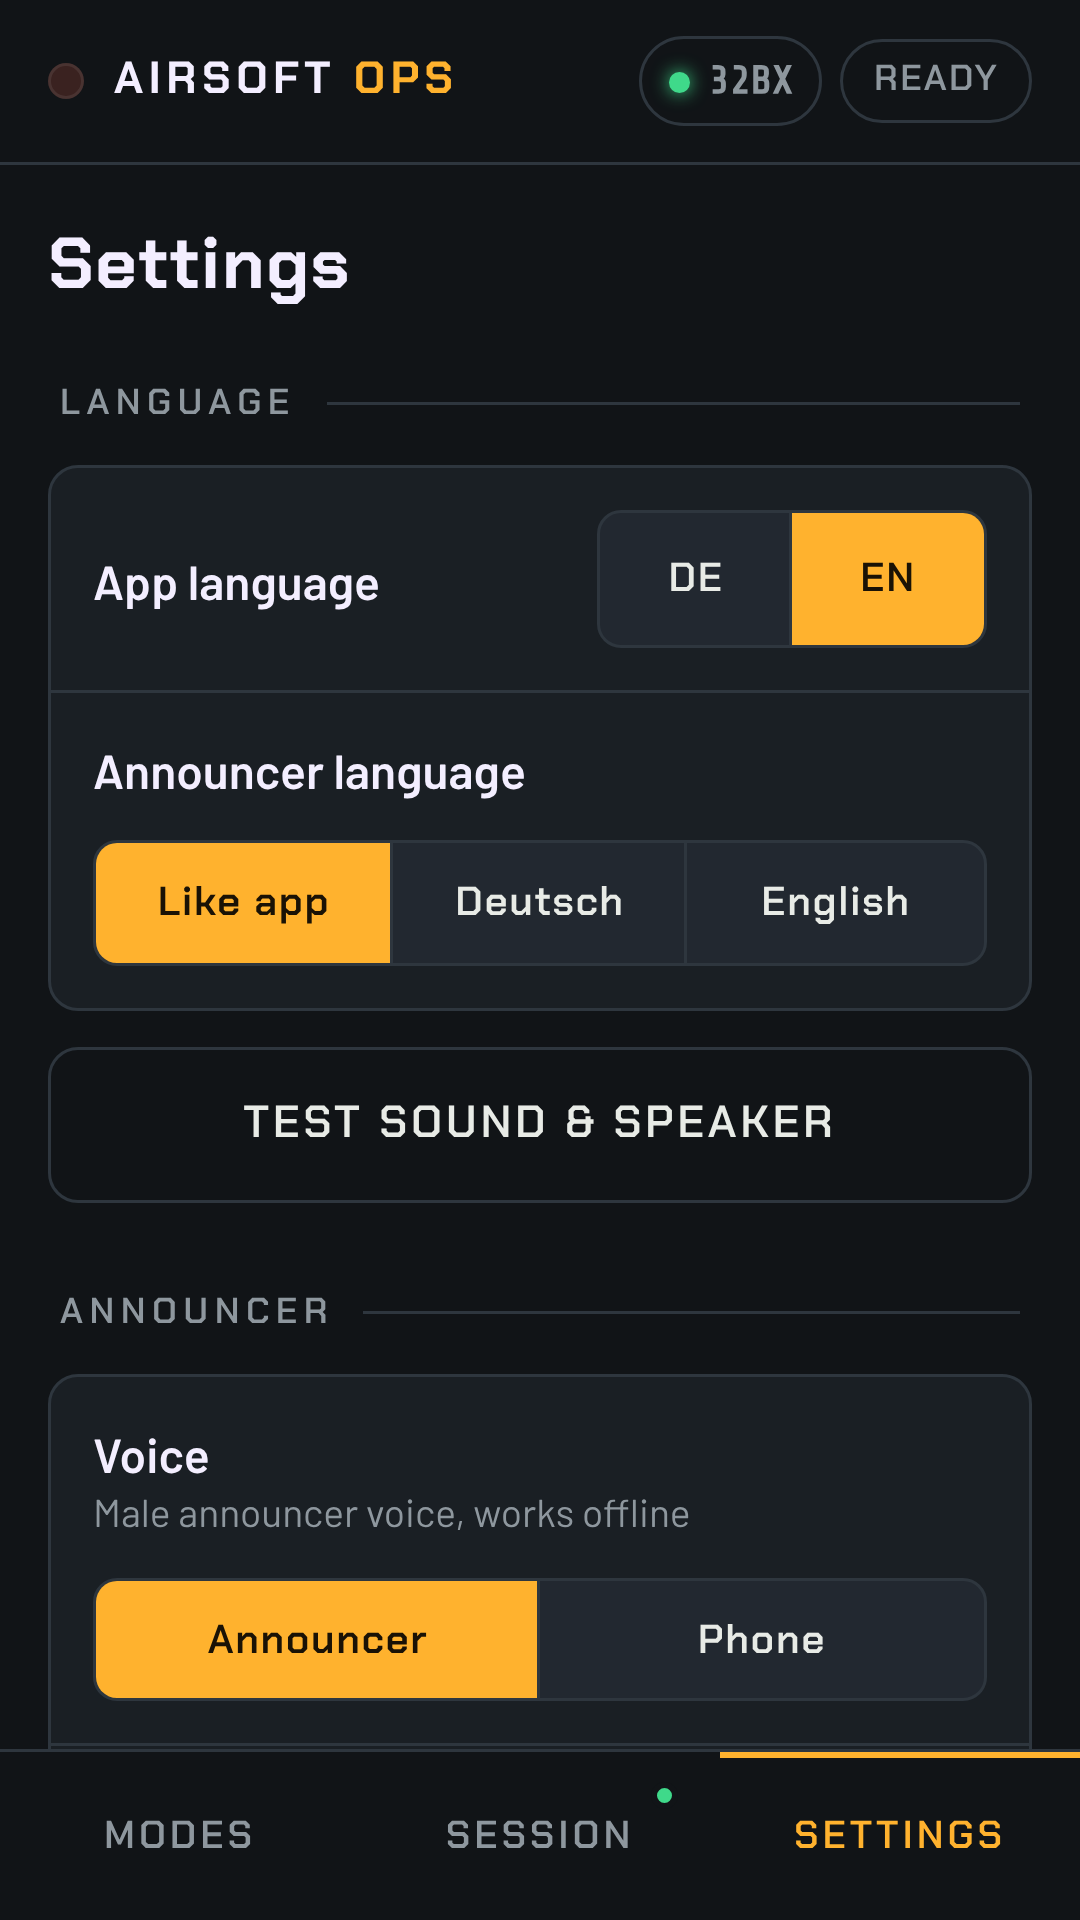 AIRSOFT OPS
32BX
READY
Settings
LANGUAGE
App language
DE
EN
Announcer language
Like app
Deutsch
English
TEST SOUND & SPEAKER
ANNOUNCER
Voice
Male announcer voice, works offline
Announcer
Phone
MODES
SESSION
SETTINGS